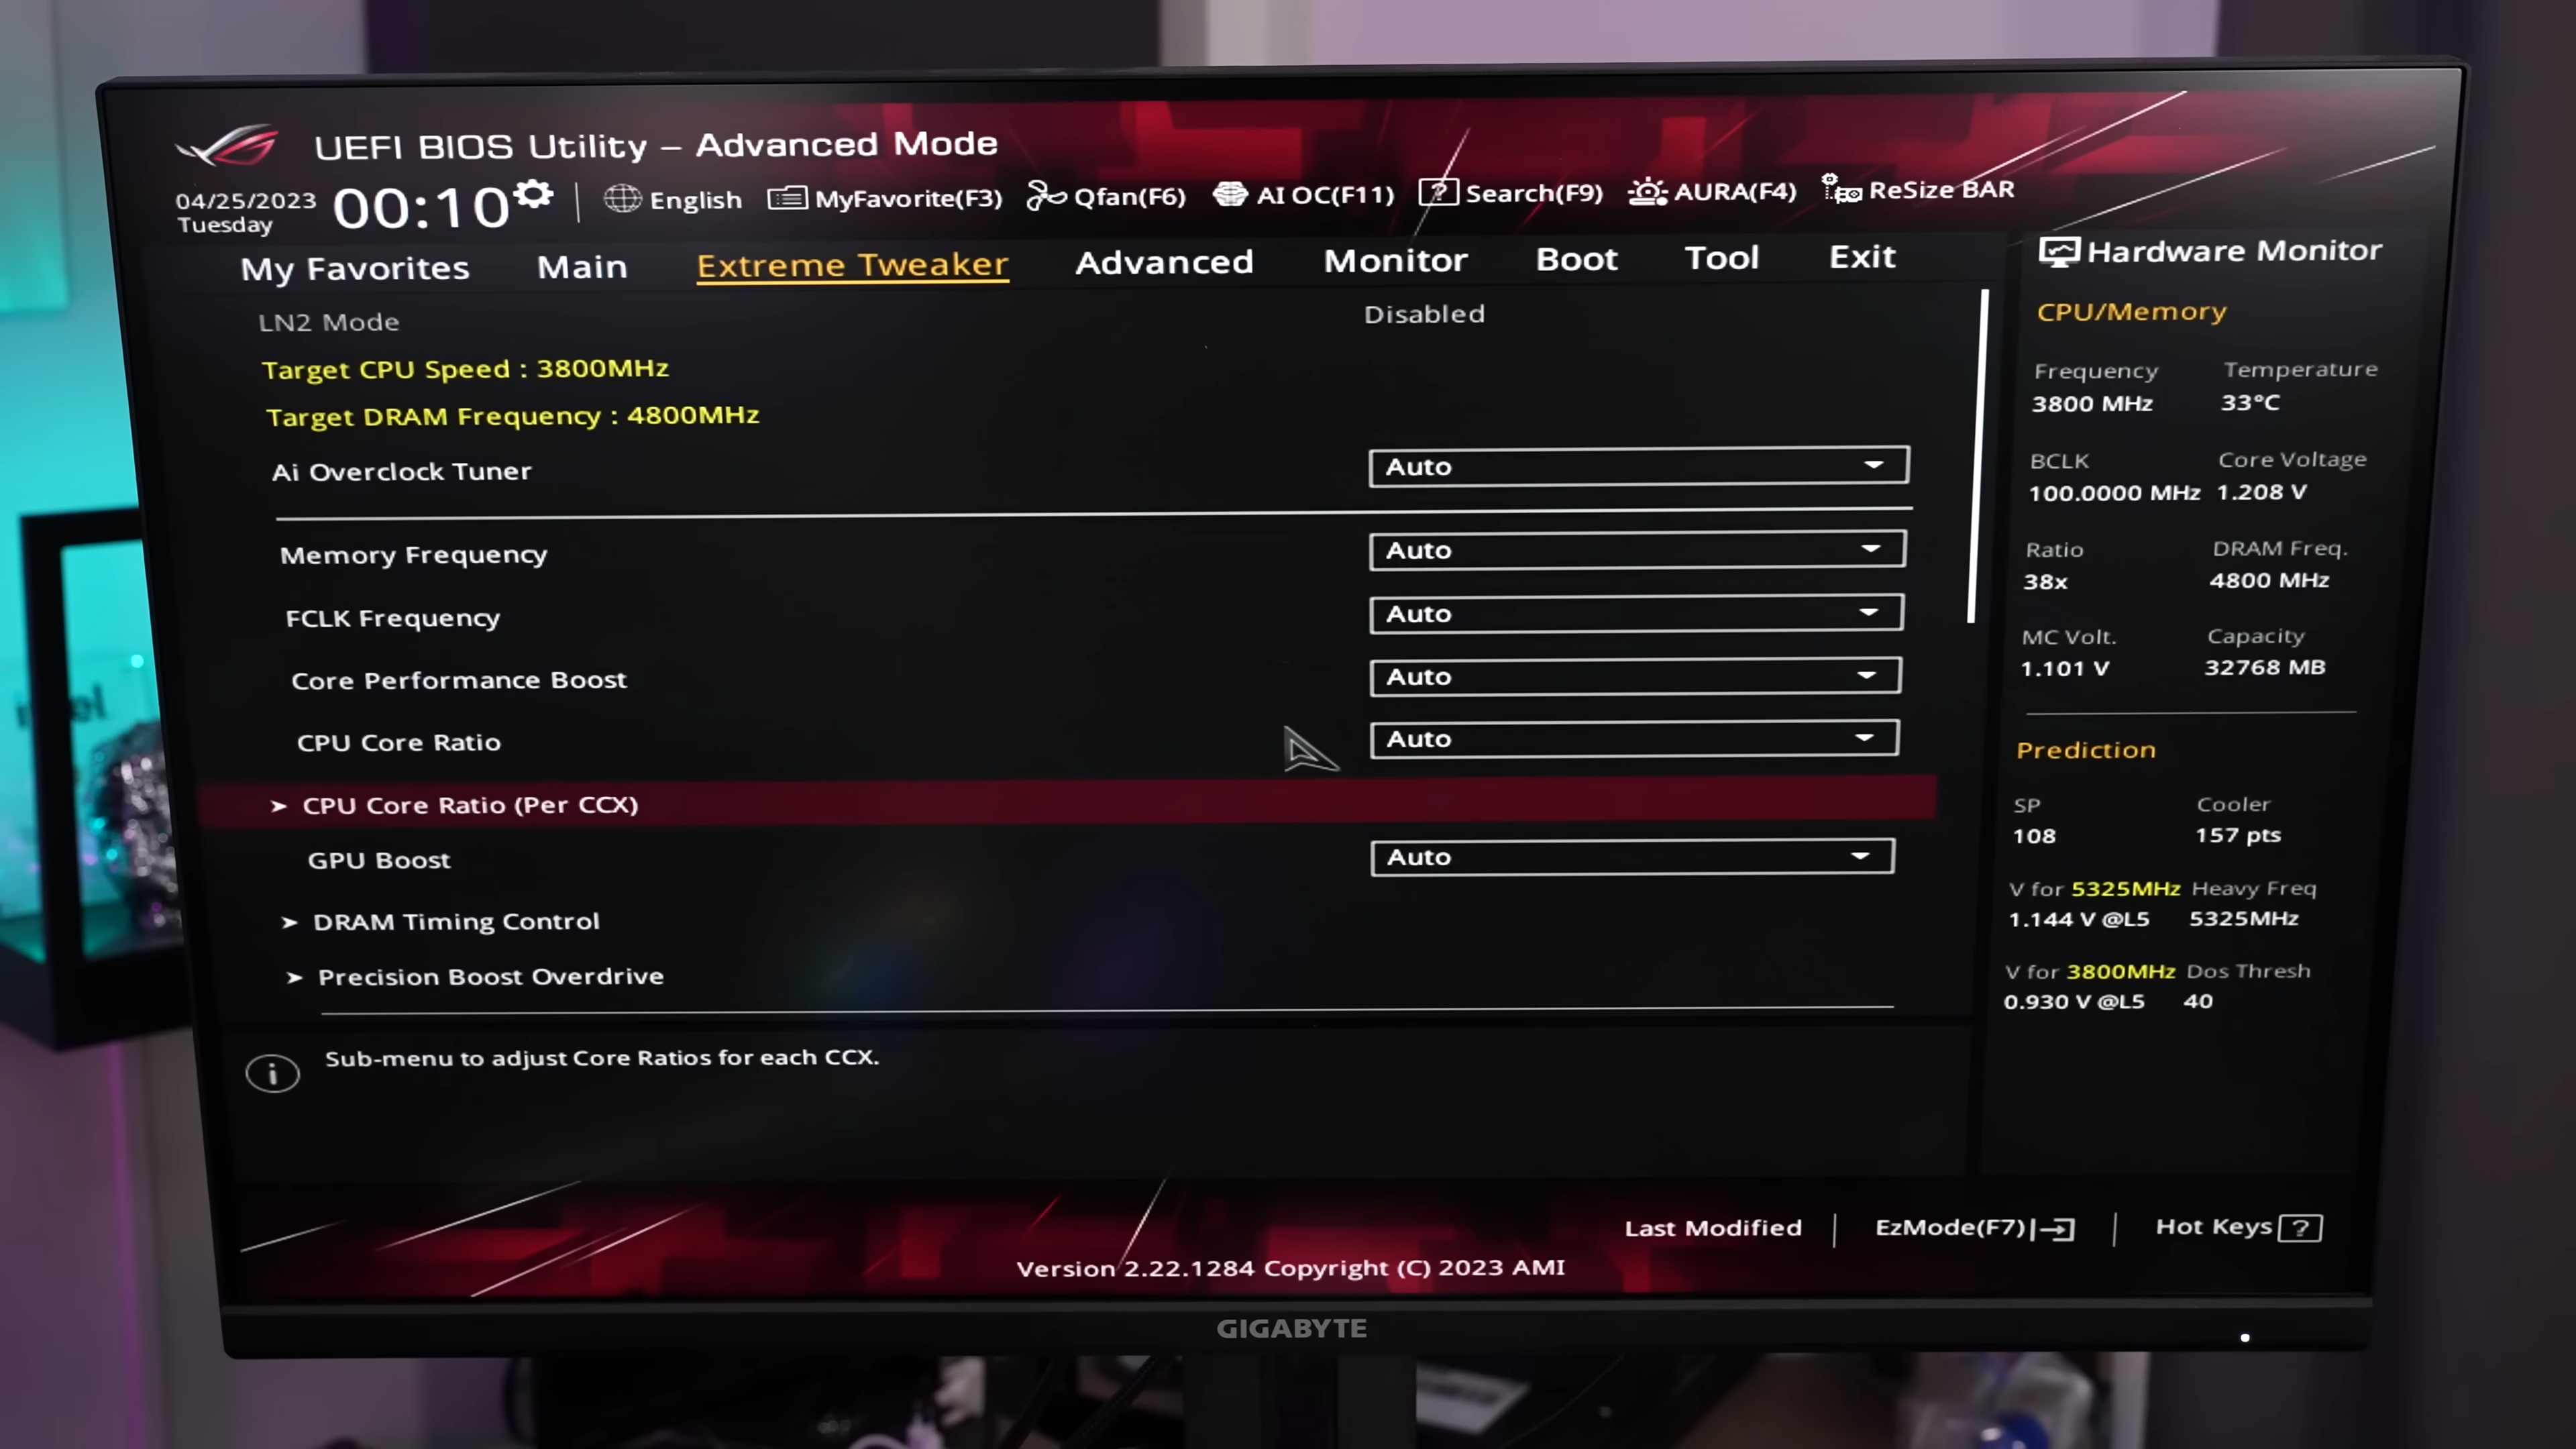 UEFI BIOS Utility – Advanced Mode
04/25/2023
Tuesday
00:10
English
MyFavorite(F3)
Qfan(F6)
AI OC(F11)
Search(F9)
AURA(F4)
ReSize BAR
My Favorites
Main
Extreme Tweaker
Advanced
Monitor
Boot
Tool
Exit
LN2 Mode Disabled
Target CPU Speed : 3800MHz
Target DRAM Frequency : 4800MHz
Ai Overclock Tuner Auto
Memory Frequency Auto
FCLK Frequency Auto
Core Performance Boost Auto
CPU Core Ratio Auto
CPU Core Ratio (Per CCX)
GPU Boost Auto
DRAM Timing Control
Precision Boost Overdrive
Sub-menu to adjust Core Ratios for each CCX.
Hardware Monitor
CPU/Memory
Frequency Temperature
3800 MHz 33°C
BCLK Core Voltage
100.0000 MHz 1.208 V
Ratio DRAM Freq.
38x 4800 MHz
MC Volt. Capacity
1.101 V 32768 MB
Prediction
SP Cooler
108 157 pts
V for 5325MHz Heavy Freq
1.144 V @L5 5325MHz
V for 3800MHz Dos Thresh
0.930 V @L5 40
Last Modified
EzMode(F7)
Hot Keys ?
Version 2.22.1284 Copyright (C) 2023 AMI
GIGABYTE